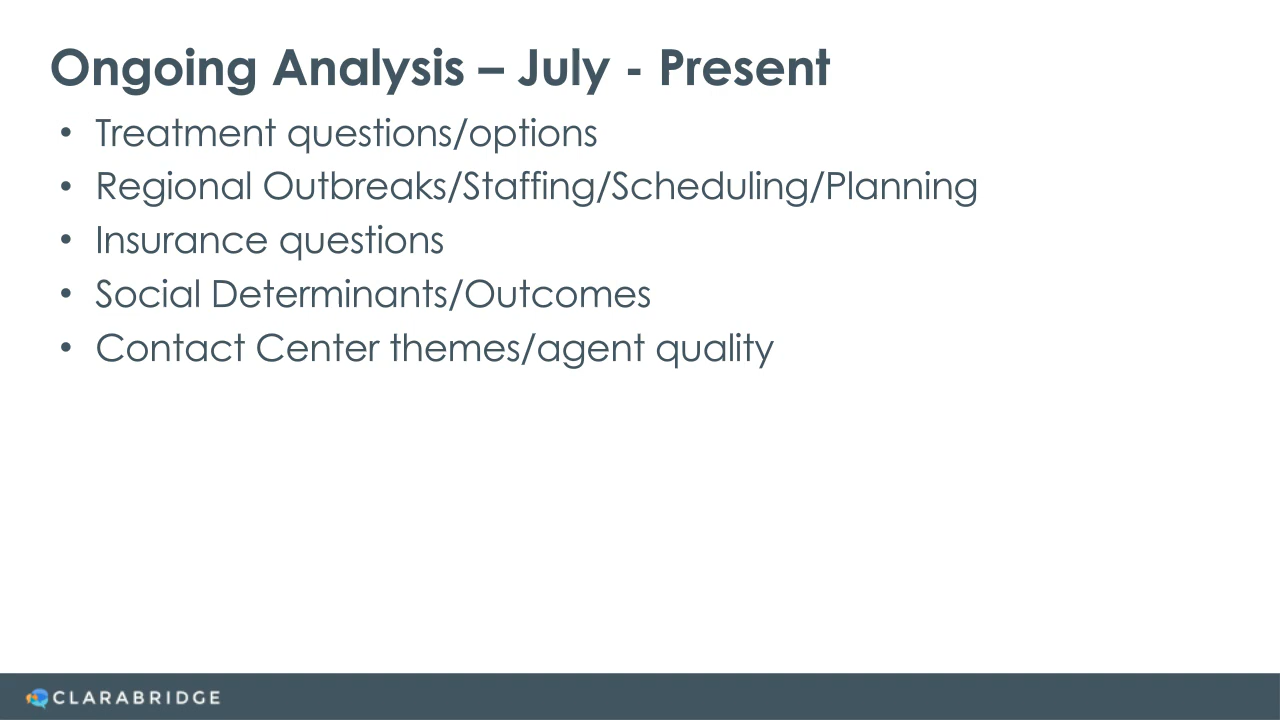 Ongoing Analysis – July - Present
• Treatment questions/options
• Regional Outbreaks/Staffing/Scheduling/Planning
• Insurance questions
• Social Determinants/Outcomes
• Contact Center themes/agent quality
CLARABRIDGE